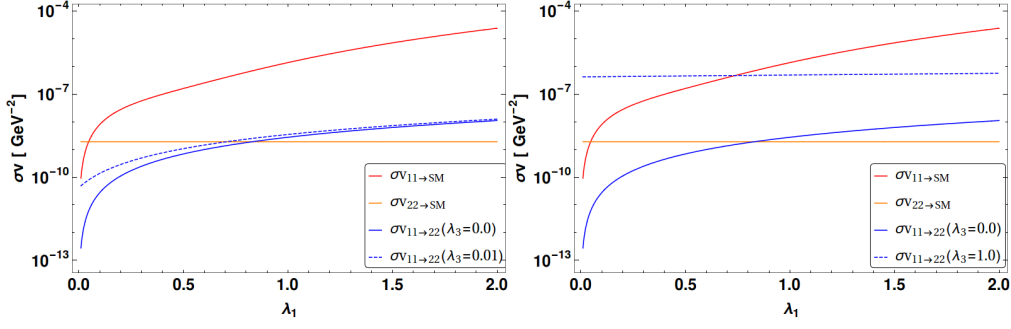 10⁻⁴
10⁻⁷
10⁻¹⁰
10⁻¹³
σv [ GeV⁻²]
0.0 0.5 1.0 1.5 2.0
λ₁
σv₁₁→SM
σv₂₂→SM
σv₁₁→₂₂(λ₃=0.0)
σv₁₁→₂₂(λ₃=0.01)
10⁻⁴
10⁻⁷
10⁻¹⁰
10⁻¹³
σv [ GeV⁻²]
0.0 0.5 1.0 1.5 2.0
λ₁
σv₁₁→SM
σv₂₂→SM
σv₁₁→₂₂(λ₃=0.0)
σv₁₁→₂₂(λ₃=1.0)